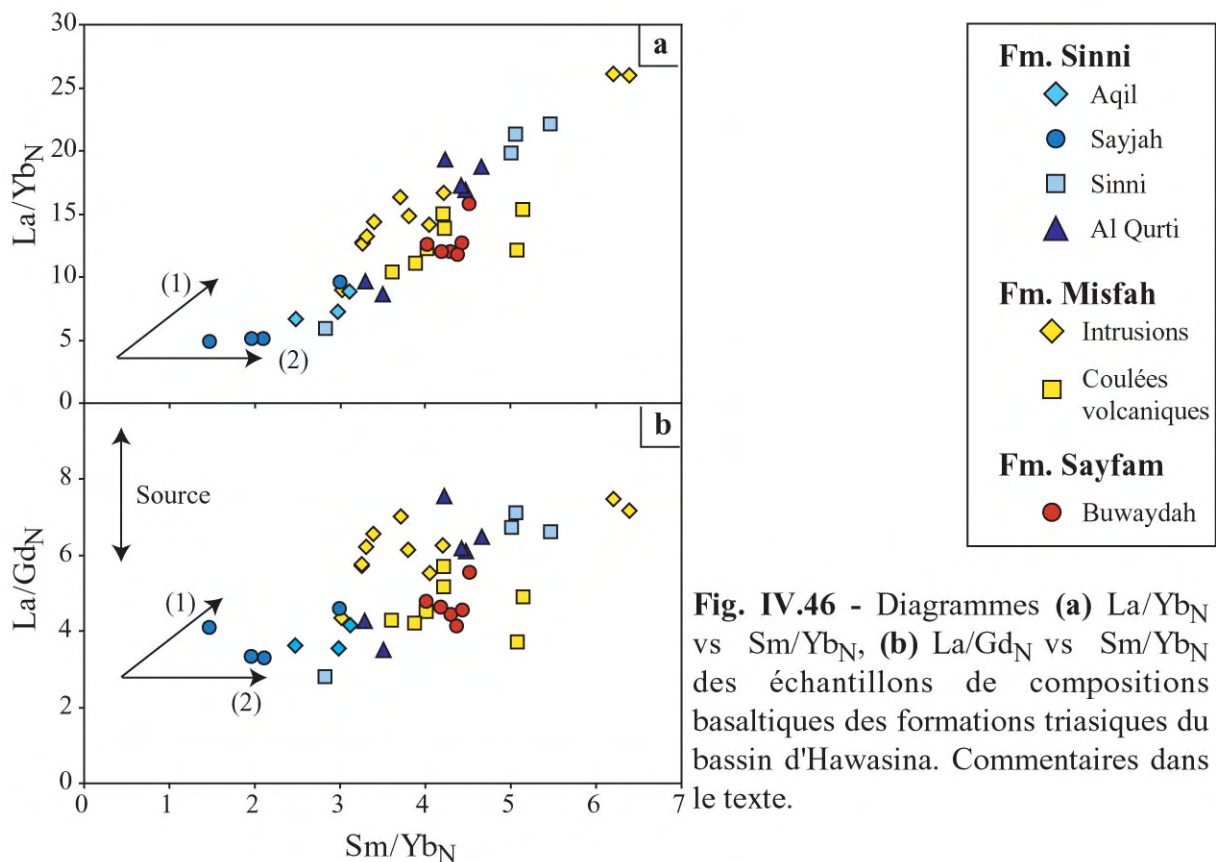 30
a
25
20
La/YbN
15
10
(1)
5
(2)
0
b
8
Source
6
La/GdN
(1)
4
(2)
2
0
0 1 2 3 4 5 6 7
Sm/YbN
Fm. Sinni
Aqil
Sayjah
Sinni
Al Qurti
Fm. Misfah
Intrusions
Coulées
volcaniques
Fm. Sayfam
Buwaydah
Fig. IV.46 - Diagrammes (a) La/YbN
vs Sm/YbN, (b) La/GdN vs Sm/YbN
des échantillons de compositions
basaltiques des formations triasiques du
bassin d'Hawasina. Commentaires dans
le texte.